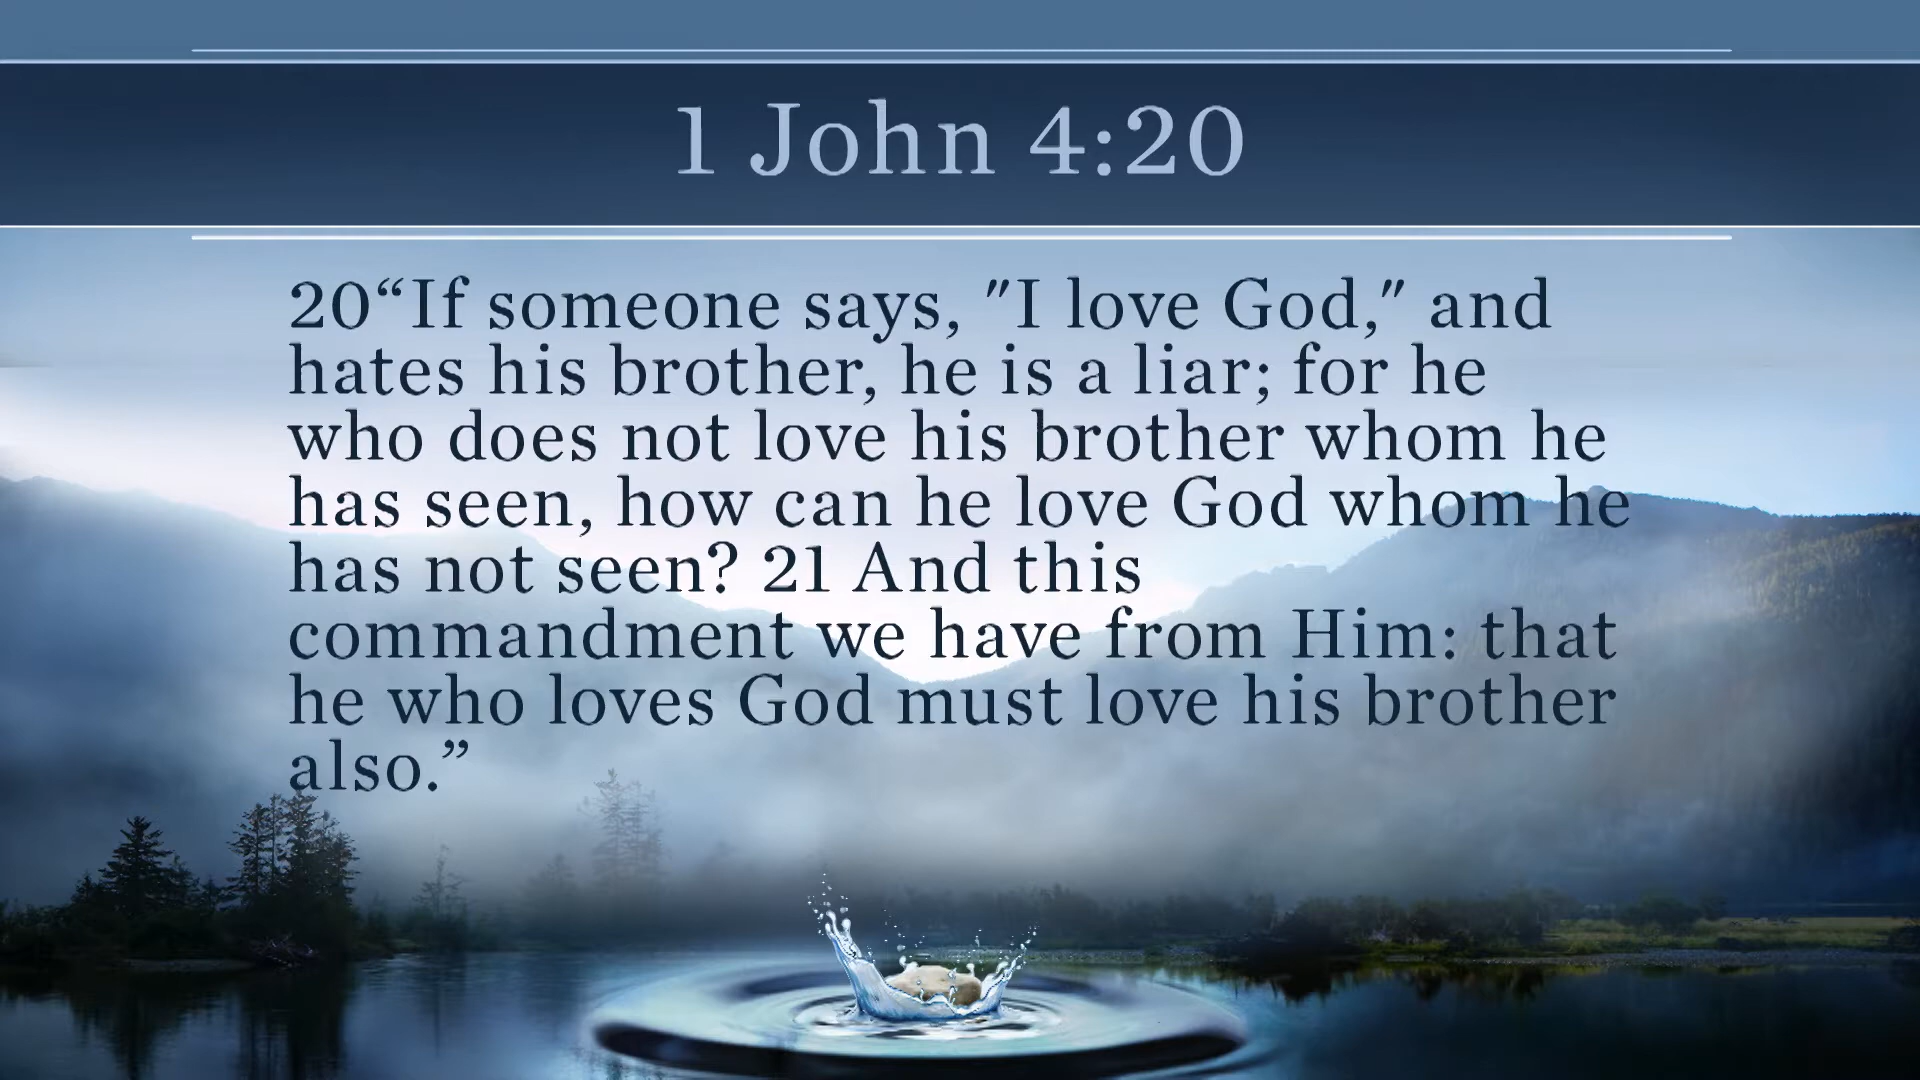 1 John 4:20
20“If someone says, "I love God," and
hates his brother, he is a liar; for he
who does not love his brother whom he
has seen, how can he love God whom he
has not seen? 21 And this
commandment we have from Him: that
he who loves God must love his brother
also.”